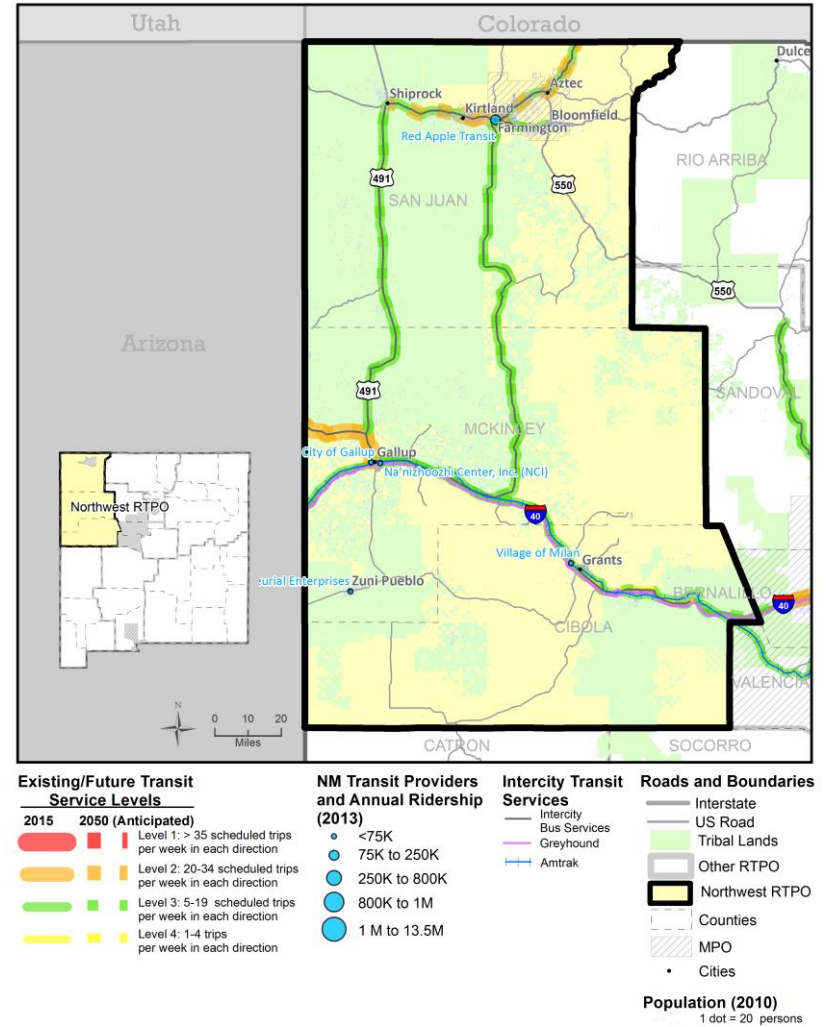 Utah
Colorado
Dulce
Aztec
Shiprock
Kirtland
Bloomfield
Farmington
Red Apple Transit
RIO ARRIBA
491
550
SAN JUAN
550
Arizona
491
SANDOVAL
MCKINLEY
City of Gallup
Gallup
Na'nizhoozhi Center, Inc. (NCI)
Northwest RTPO
40
Village of Milan
Grants
eurial Enterprises
Zuni Pueblo
BERNALILLO
40
CIBOLA
VALENCIA
N
0 10 20
Miles
CATRON
SOCORRO
Existing/Future Transit
Service Levels
2015 2050 (Anticipated)
Level 1: > 35 scheduled trips
per week in each direction
Level 2: 20-34 scheduled trips
per week in each direction
Level 3: 5-19 scheduled trips
per week in each direction
Level 4: 1-4 trips
per week in each direction
NM Transit Providers
and Annual Ridership
(2013)
<75K
75K to 250K
250K to 800K
800K to 1M
1 M to 13.5M
Intercity Transit
Services
Intercity
Bus Services
Greyhound
Amtrak
Roads and Boundaries
Interstate
US Road
Tribal Lands
Other RTPO
Northwest RTPO
Counties
MPO
Cities
Population (2010)
1 dot = 20 persons